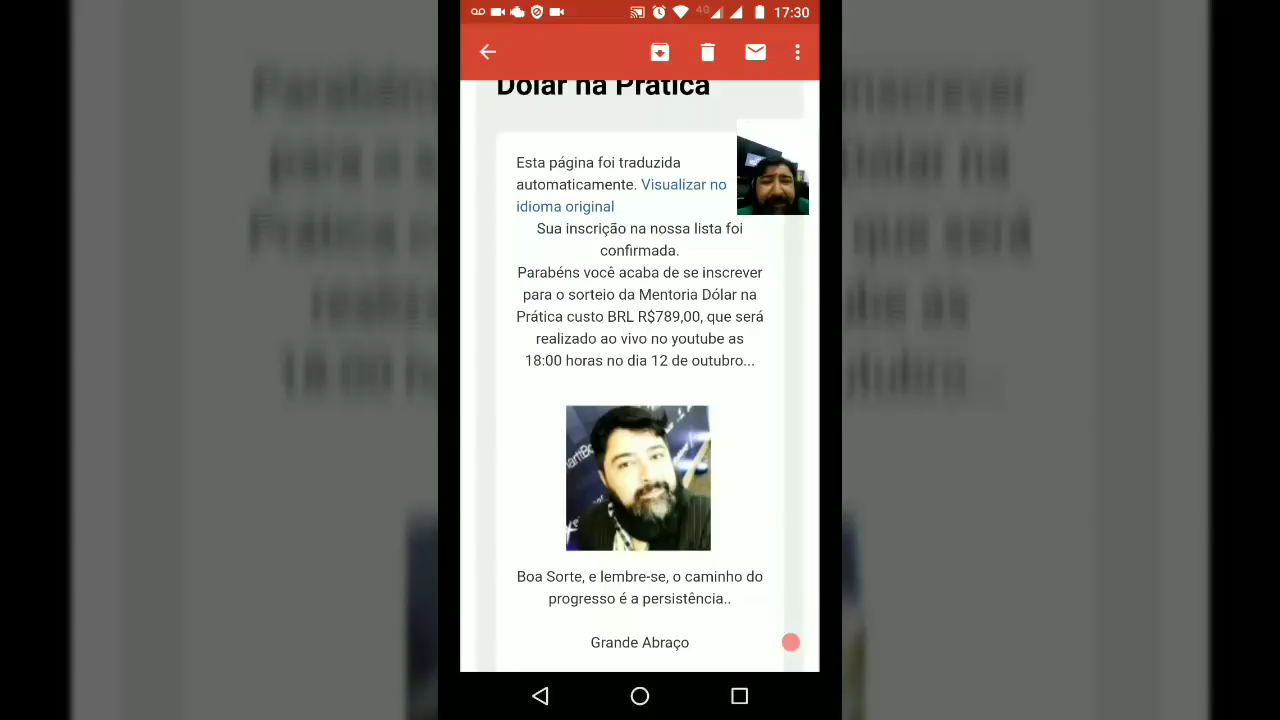 4G 17:30
Dólar na Prática
Esta página foi traduzida
automaticamente. Visualizar no
idioma original
Sua inscrição na nossa lista foi
confirmada.
Parabéns você acaba de se inscrever
para o sorteio da Mentoria Dólar na
Prática custo BRL R$789,00, que será
realizado ao vivo no youtube as
18:00 horas no dia 12 de outubro...
Boa Sorte, e lembre-se, o caminho do
progresso é a persistência..
Grande Abraço